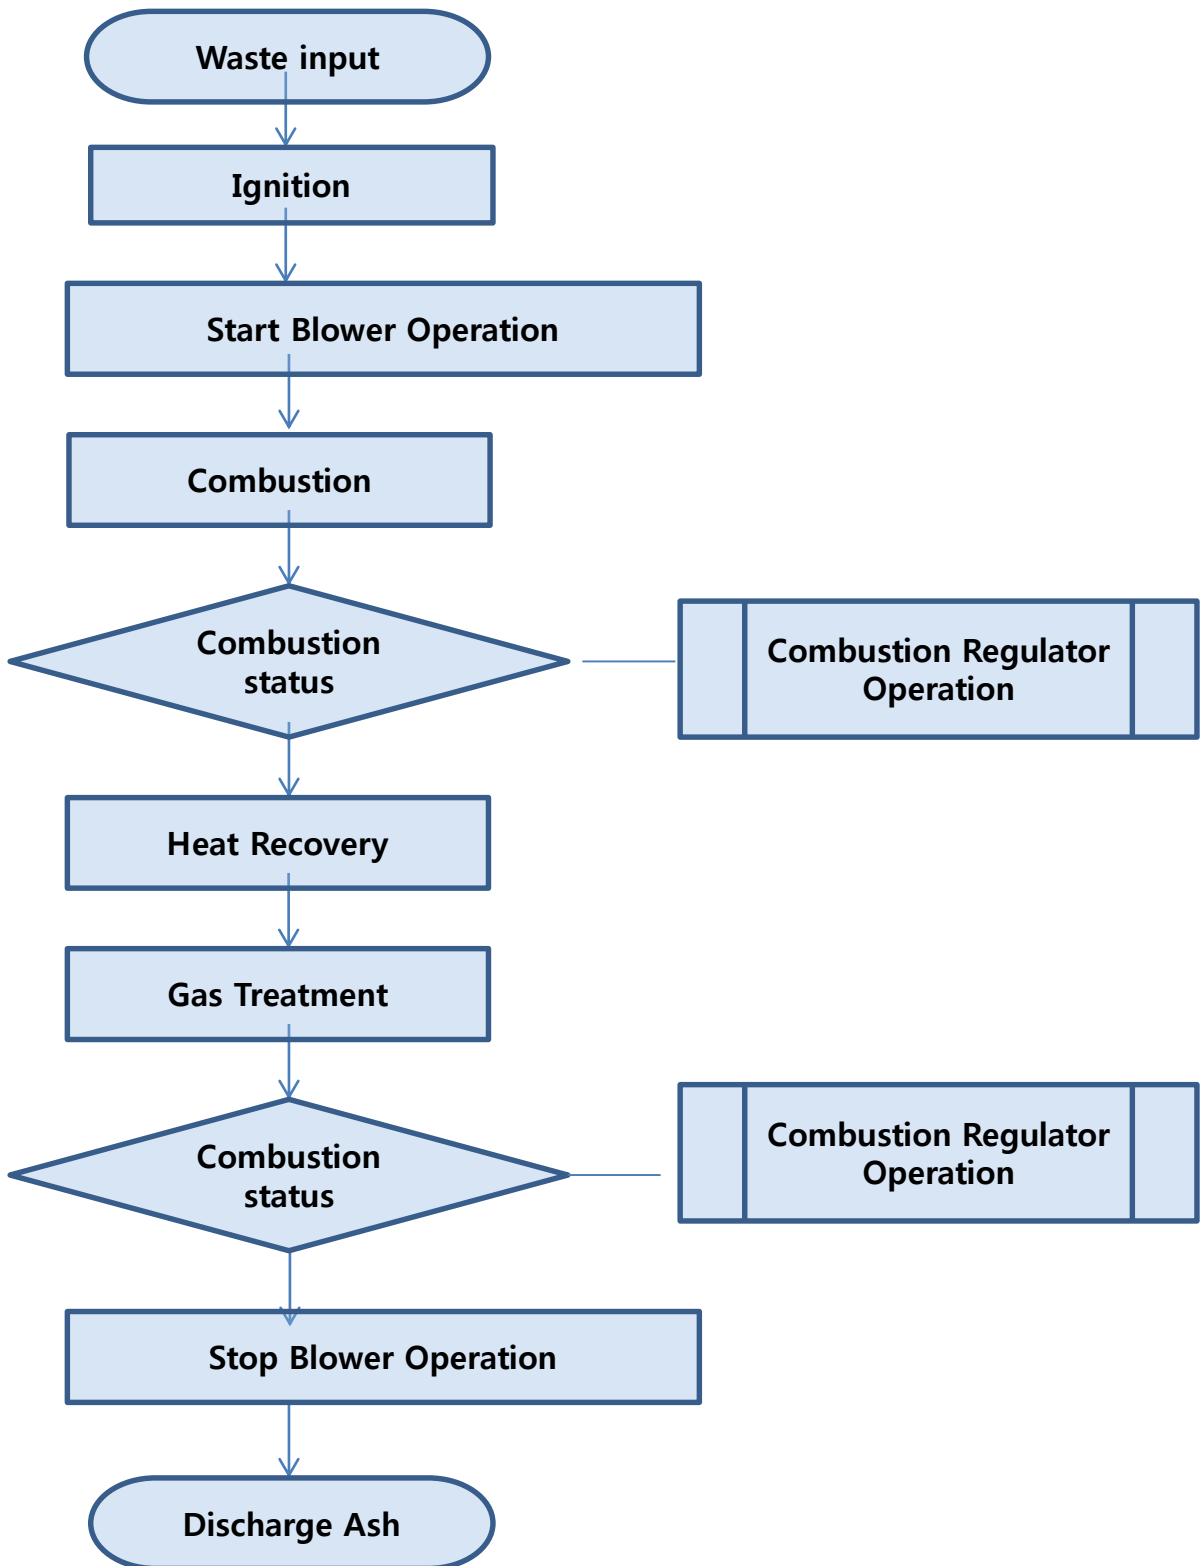 Waste input
Ignition
Start Blower Operation
Combustion
Combustion
status
Combustion Regulator
Operation
Heat Recovery
Gas Treatment
Combustion
status
Combustion Regulator
Operation
Stop Blower Operation
Discharge Ash